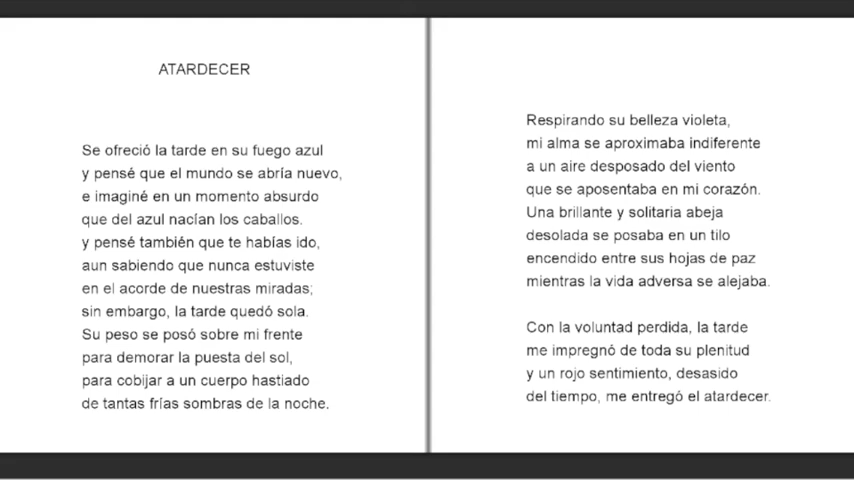 ATARDECER
Se ofreció la tarde en su fuego azul
y pensé que el mundo se abría nuevo,
e imaginé en un momento absurdo
que del azul nacían los caballos.
y pensé también que te habías ido,
aun sabiendo que nunca estuviste
en el acorde de nuestras miradas;
sin embargo, la tarde quedó sola.
Su peso se posó sobre mi frente
para demorar la puesta del sol,
para cobijar a un cuerpo hastiado
de tantas frías sombras de la noche.
Respirando su belleza violeta,
mi alma se aproximaba indiferente
a un aire desposado del viento
que se aposentaba en mi corazón.
Una brillante y solitaria abeja
desolada se posaba en un tilo
encendido entre sus hojas de paz
mientras la vida adversa se alejaba.
Con la voluntad perdida, la tarde
me impregnó de toda su plenitud
y un rojo sentimiento, desasido
del tiempo, me entregó el atardecer.